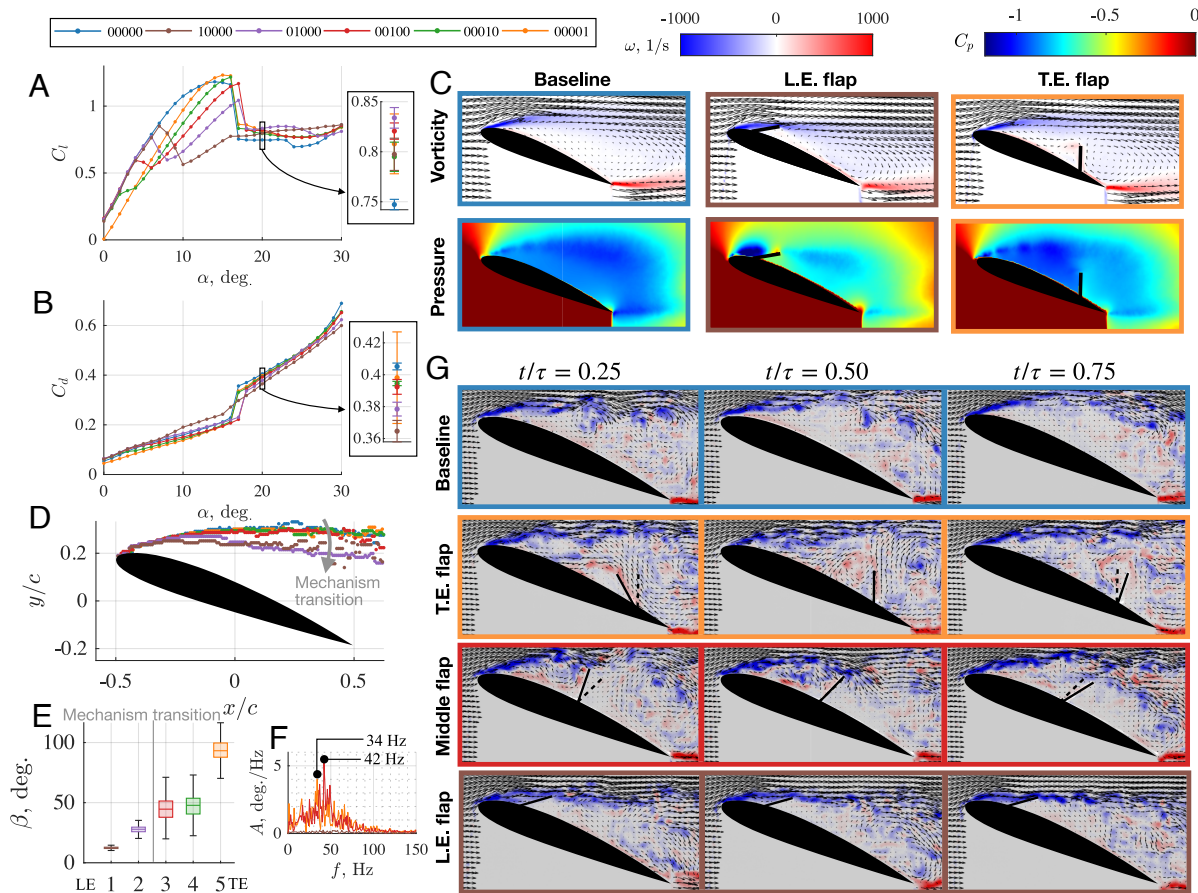 00000 10000 01000 00100 00010 00001
-1000 0 1000
ω, 1/s
-1 -0.5 0
C_p
A
1
0.5
0
C_l
0 10 20 30
α, deg.
0.85
0.8
0.75
B
0.6
0.4
0.2
0
C_d
0 10 20 30
α, deg.
0.42
0.4
0.38
0.36
C
Baseline L.E. flap T.E. flap
Vorticity
Pressure
D
0.2
0
-0.2
y/c
Mechanism
transition
-0.5 0 0.5
x/c
E
Mechanism transition
100
50
0
β, deg.
LE 1 2 3 4 5 TE
F
34 Hz
42 Hz
5
0
A, deg./Hz
0 50 100 150
f, Hz
G
t/τ = 0.25 t/τ = 0.50 t/τ = 0.75
Baseline
T.E. flap
Middle flap
L.E. flap